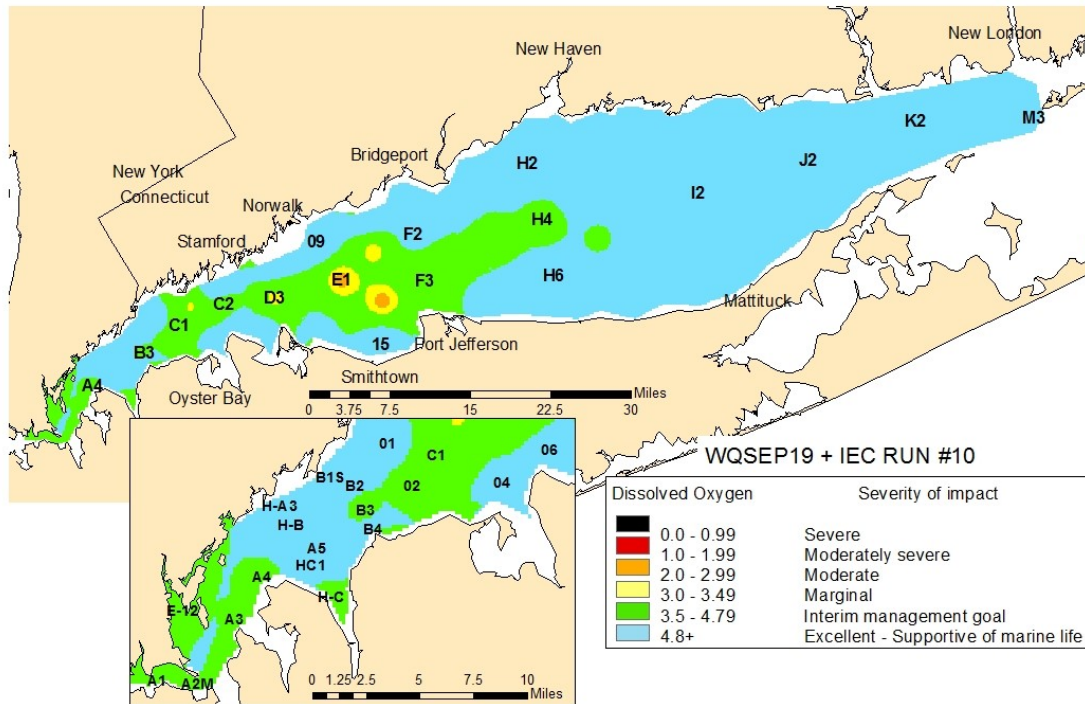 New London
New Haven
K2
M3
Bridgeport
H2
J2
New York
Connecticut
I2
Norwalk
H4
09
F2
Stamford
E1
F3
H6
D3
C2
Mattituck
C1
15
Port Jefferson
B3
A4
Smithtown
Oyster Bay
Miles
0 3.75 7.5 15 22.5 30
01
06
C1
B1S
B2
02
04
H-A3
B3
H-B
B4
A5
HC1
A4
H-C
E-12
A3
A1
A2M
0 1.25 2.5 5 7.5 10
Miles
WQSEP19 + IEC RUN #10
Dissolved Oxygen Severity of impact
0.0 - 0.99 Severe
1.0 - 1.99 Moderately severe
2.0 - 2.99 Moderate
3.0 - 3.49 Marginal
3.5 - 4.79 Interim management goal
4.8+ Excellent - Supportive of marine life